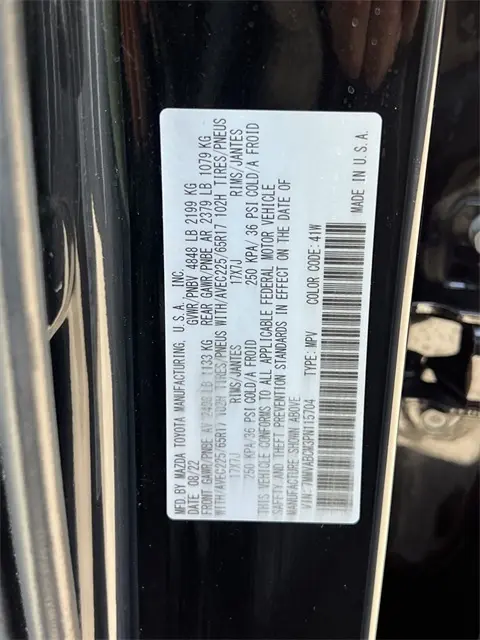 MFD.BY MAZDA TOYOTA MANUFACTURING, U.S.A., INC.
DATE 08/22 GVWR/PNBV 4848 LB 2199 KG
FRONT GAWR/PNBE AV 2498 LB 1133 KG REAR GAWR/PNBE AR 2379 LB 1079 KG
WITH/AVEC225/65R17 102H TIRES/PNEUS WITH/AVEC225/65R17 102H TIRES/PNEUS
17X7J RIMS/JANTES 17X7J RIMS/JANTES
250 KPA/36 PSI COLD/A FROID 250 KPA/ 36 PSI COLD/A FROID
THIS VEHICLE CONFORMS TO ALL APPLICABLE FEDERAL MOTOR VEHICLE
SAFETY AND THEFT PREVENTION STANDARDS IN EFFECT ON THE DATE OF
MANUFACTURE SHOWN ABOVE
VIN:7MMVABCM3PN115704 TYPE: MPV COLOR CODE: 41W
MADE IN U.S.A.